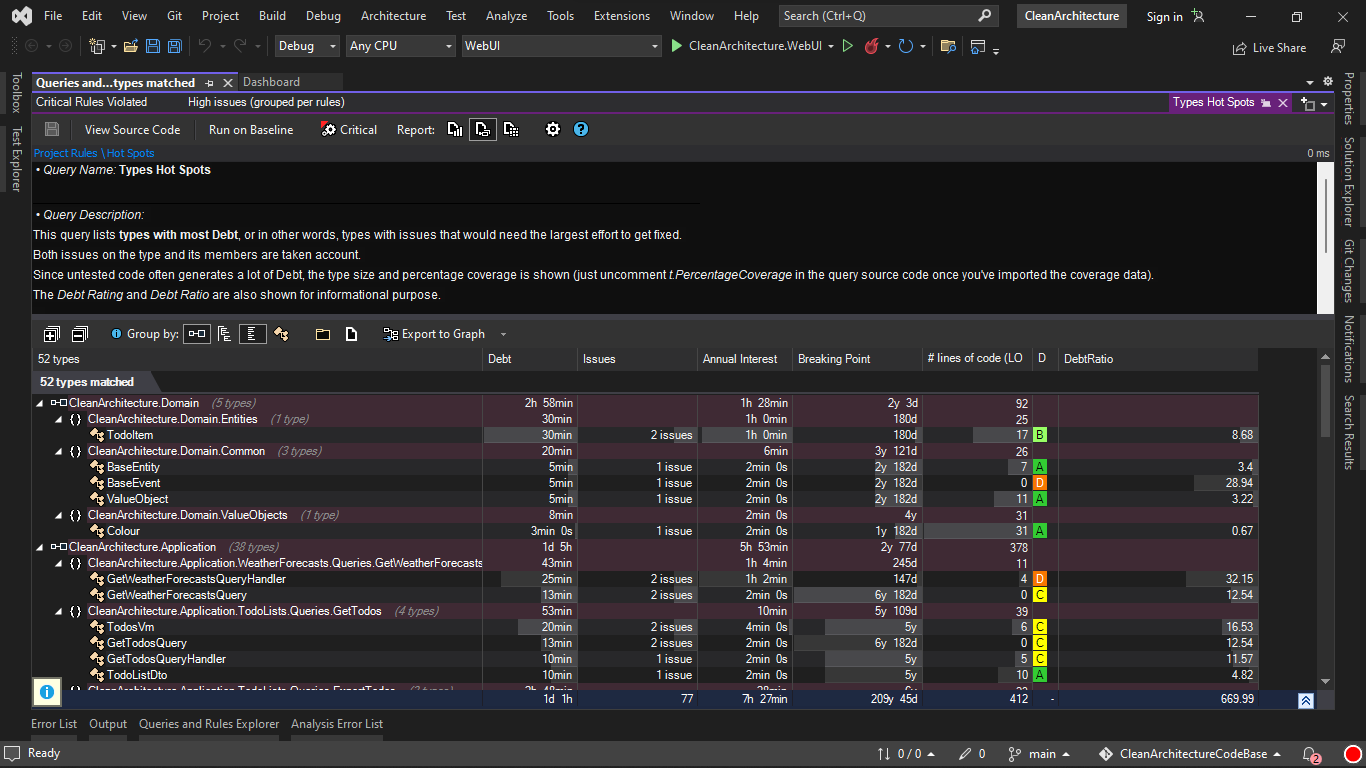 File Edit View Git Project Build Debug Architecture Test Analyze Tools Extensions Window Help Search (Ctrl+Q) CleanArchitecture Sign in
Debug Any CPU WebUI CleanArchitecture.WebUI Live Share
Toolbox
Test Explorer
Queries and...types matched Dashboard
Critical Rules Violated High issues (grouped per rules) Types Hot Spots
View Source Code Run on Baseline Critical Report:
Project Rules \ Hot Spots 0 ms
• Query Name: Types Hot Spots
• Query Description:
This query lists types with most Debt, or in other words, types with issues that would need the largest effort to get fixed.
Both issues on the type and its members are taken account.
Since untested code often generates a lot of Debt, the type size and percentage coverage is shown (just uncomment t.PercentageCoverage in the query source code once you've imported the coverage data).
The Debt Rating and Debt Ratio are also shown for informational purpose.
Group by: Export to Graph
52 types Debt Issues Annual Interest Breaking Point # lines of code (LO D DebtRatio
52 types matched
CleanArchitecture.Domain (5 types) 2h 58min 1h 28min 2y 3d 92
{ } CleanArchitecture.Domain.Entities (1 type) 30min 1h 0min 180d 25
TodoItem 30min 2 issues 1h 0min 180d 17 B 8.68
{ } CleanArchitecture.Domain.Common (3 types) 20min 6min 3y 121d 26
BaseEntity 5min 1 issue 2min 0s 2y 182d 7 A 3.4
BaseEvent 5min 1 issue 2min 0s 2y 182d 0 D 28.94
ValueObject 5min 1 issue 2min 0s 2y 182d 11 A 3.22
{ } CleanArchitecture.Domain.ValueObjects (1 type) 8min 2min 0s 4y 31
Colour 3min 0s 1 issue 2min 0s 1y 182d 31 A 0.67
CleanArchitecture.Application (38 types) 1d 5h 5h 53min 2y 77d 378
{ } CleanArchitecture.Application.WeatherForecasts.Queries.GetWeatherForecasts 43min 1h 4min 245d 11
GetWeatherForecastsQueryHandler 25min 2 issues 1h 2min 147d 4 D 32.15
GetWeatherForecastsQuery 13min 2 issues 2min 0s 6y 182d 0 C 12.54
{ } CleanArchitecture.Application.TodoLists.Queries.GetTodos (4 types) 53min 10min 5y 109d 39
TodosVm 20min 2 issues 4min 0s 5y 6 C 16.53
GetTodosQuery 13min 2 issues 2min 0s 6y 182d 0 C 12.54
GetTodosQueryHandler 10min 1 issue 2min 0s 5y 5 C 11.57
TodoListDto 10min 1 issue 2min 0s 5y 10 A 4.82
1d 1h 77 7h 27min 209y 45d 412 - 669.99
Properties
Solution Explorer
Git Changes
Notifications
Search Results
Error List Output Queries and Rules Explorer Analysis Error List
Ready 0 / 0 0 main CleanArchitectureCodeBase 2